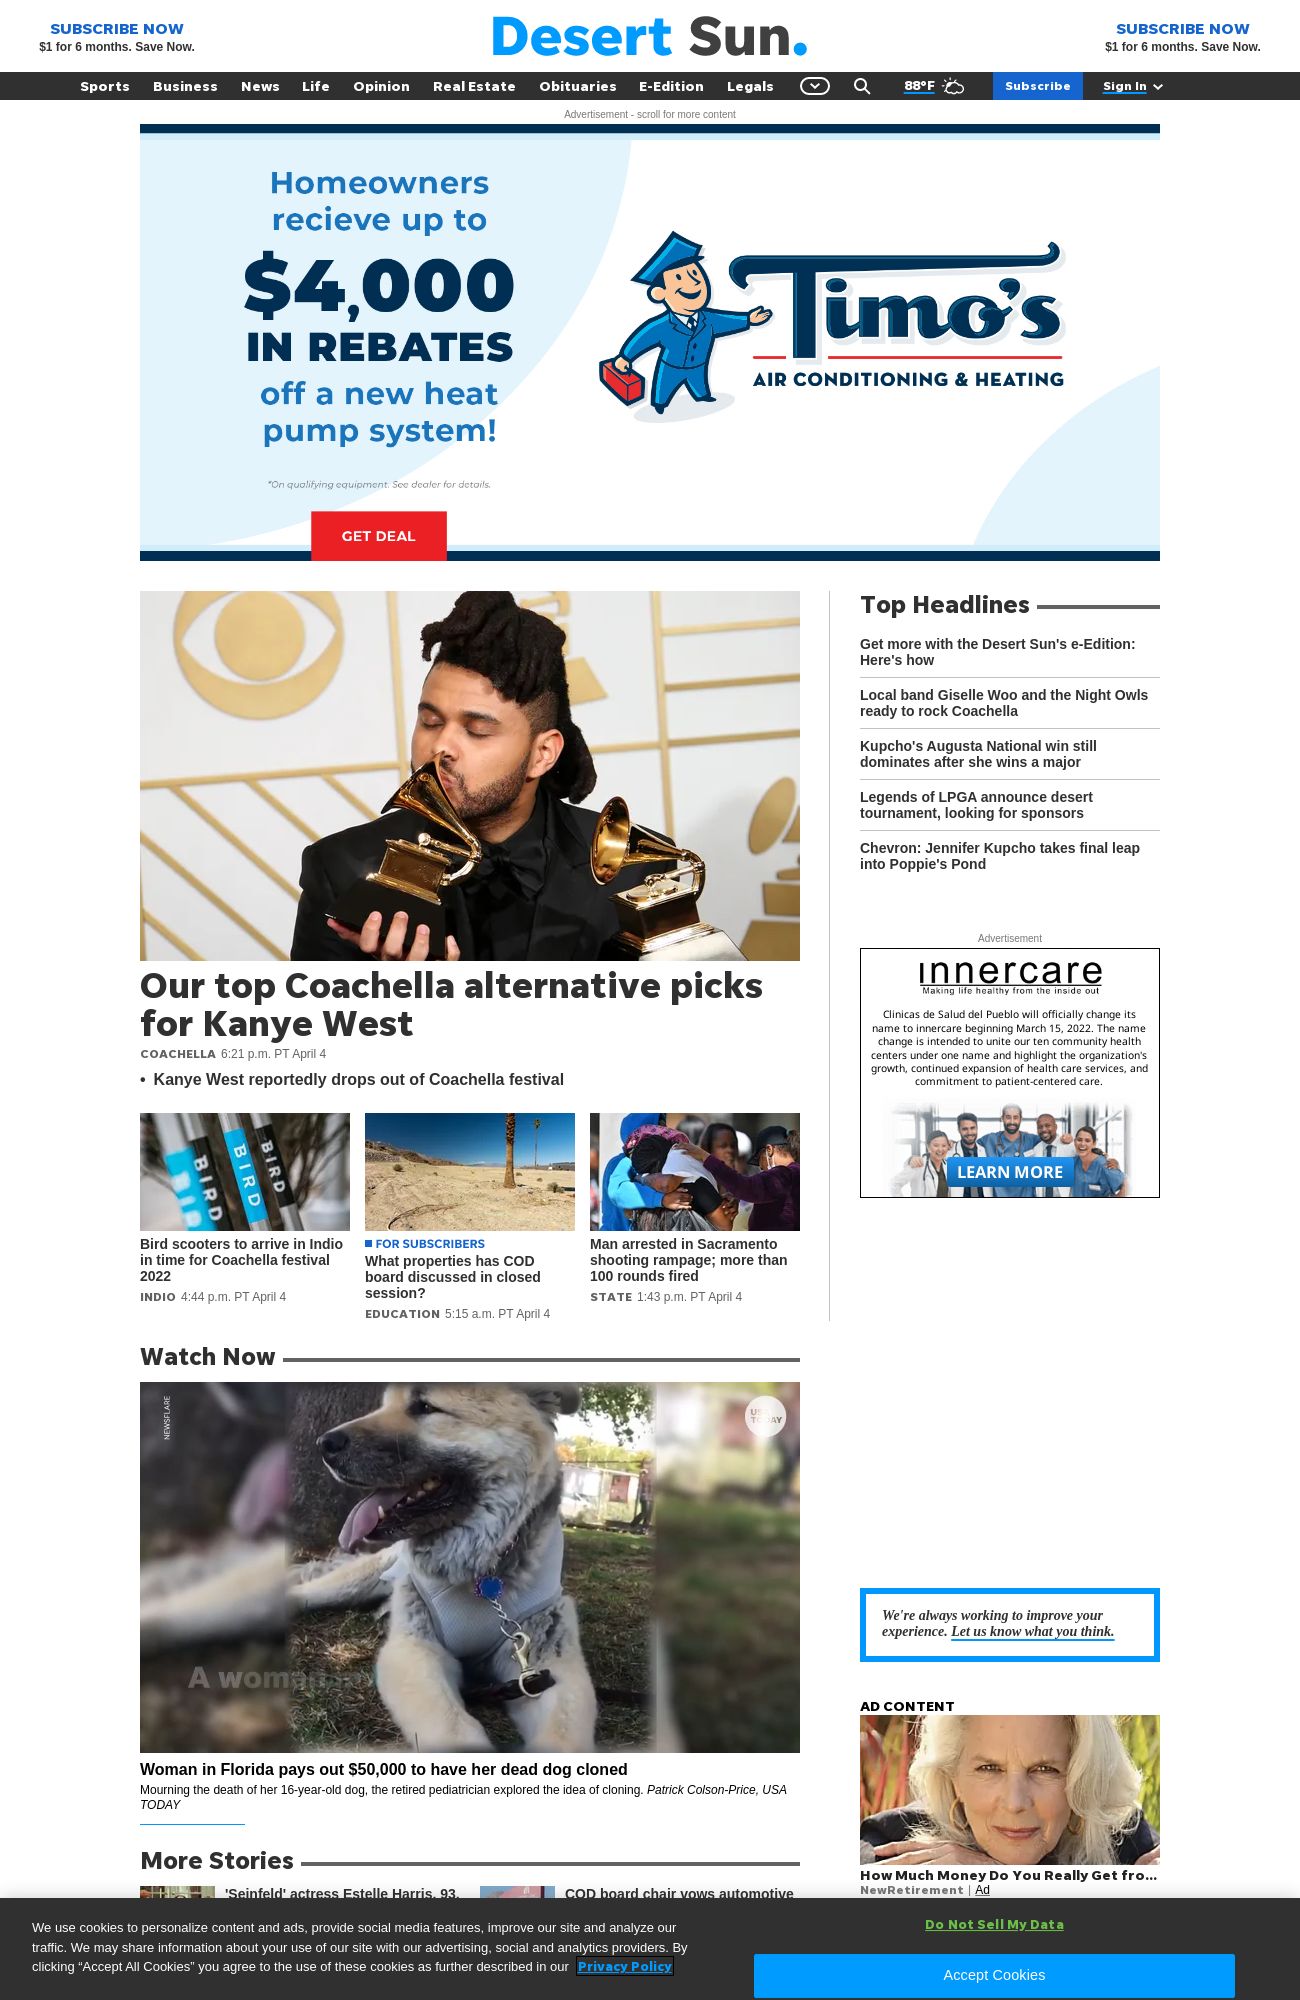 SUBSCRIBE NOW
$1 for 6 months. Save Now.
Desert Sun.
SUBSCRIBE NOW
$1 for 6 months. Save Now.
Sports Business News Life Opinion Real Estate Obituaries E-Edition Legals 88°F Subscribe Sign In
Advertisement - scroll for more content
Homeowners
recieve up to
$4,000
IN REBATES
off a new heat
pump system!
*On qualifying equipment. See dealer for details.
GET DEAL
Timo's
AIR CONDITIONING & HEATING
Our top Coachella alternative picks
for Kanye West
COACHELLA 6:21 p.m. PT April 4
• Kanye West reportedly drops out of Coachella festival
BIRD
BIRD
BIRD
Bird scooters to arrive in Indio
in time for Coachella festival
2022
INDIO 4:44 p.m. PT April 4
FOR SUBSCRIBERS
What properties has COD
board discussed in closed
session?
EDUCATION 5:15 a.m. PT April 4
Man arrested in Sacramento
shooting rampage; more than
100 rounds fired
STATE 1:43 p.m. PT April 4
Top Headlines
Get more with the Desert Sun's e-Edition:
Here's how
Local band Giselle Woo and the Night Owls
ready to rock Coachella
Kupcho's Augusta National win still
dominates after she wins a major
Legends of LPGA announce desert
tournament, looking for sponsors
Chevron: Jennifer Kupcho takes final leap
into Poppie's Pond
Advertisement
innercare
Making life healthy from the inside out
Clinicas de Salud del Pueblo will officially change its
name to innercare beginning March 15, 2022. The name
change is intended to unite our ten community health
centers under one name and highlight the organization's
growth, continued expansion of health care services, and
commitment to patient-centered care.
LEARN MORE
Watch Now
NEWSFLARE
USA
TODAY
A woman
Woman in Florida pays out $50,000 to have her dead dog cloned
Mourning the death of her 16-year-old dog, the retired pediatrician explored the idea of cloning. Patrick Colson-Price, USA
TODAY
We're always working to improve your
experience. Let us know what you think.
AD CONTENT
How Much Money Do You Really Get fro...
NewRetirement | Ad
More Stories
'Seinfeld' actress Estelle Harris, 93,
COD board chair vows automotive
We use cookies to personalize content and ads, provide social media features, improve our site and analyze our
traffic. We may share information about your use of our site with our advertising, social and analytics providers. By
clicking “Accept All Cookies” you agree to the use of these cookies as further described in our Privacy Policy
Do Not Sell My Data
Accept Cookies